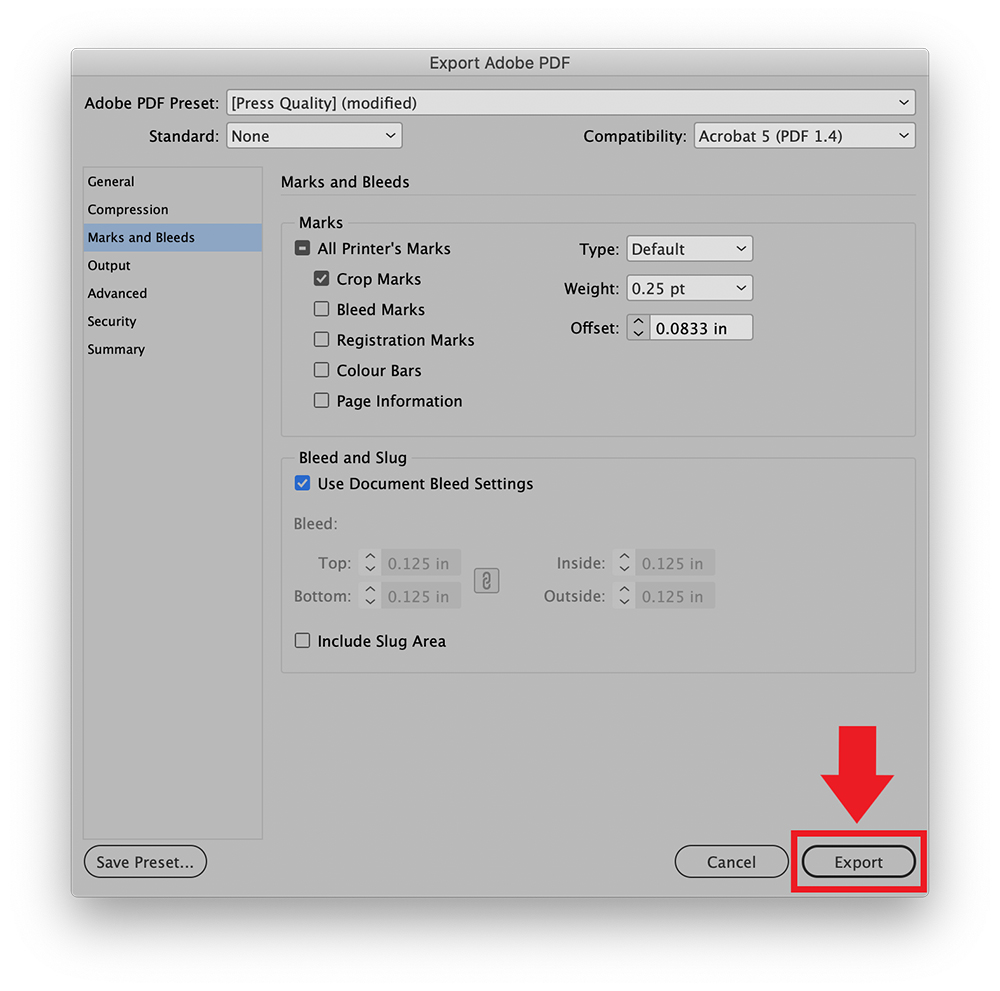 Export Adobe PDF
Adobe PDF Preset: [Press Quality] (modified)
Standard: None Compatibility: Acrobat 5 (PDF 1.4)
General
Compression
Marks and Bleeds
Output
Advanced
Security
Summary
Marks and Bleeds
Marks
All Printer's Marks
Crop Marks
Bleed Marks
Registration Marks
Colour Bars
Page Information
Type: Default
Weight: 0.25 pt
Offset: 0.0833 in
Bleed and Slug
Use Document Bleed Settings
Bleed:
Top: 0.125 in Inside: 0.125 in
Bottom: 0.125 in Outside: 0.125 in
Include Slug Area
Save Preset... Cancel Export